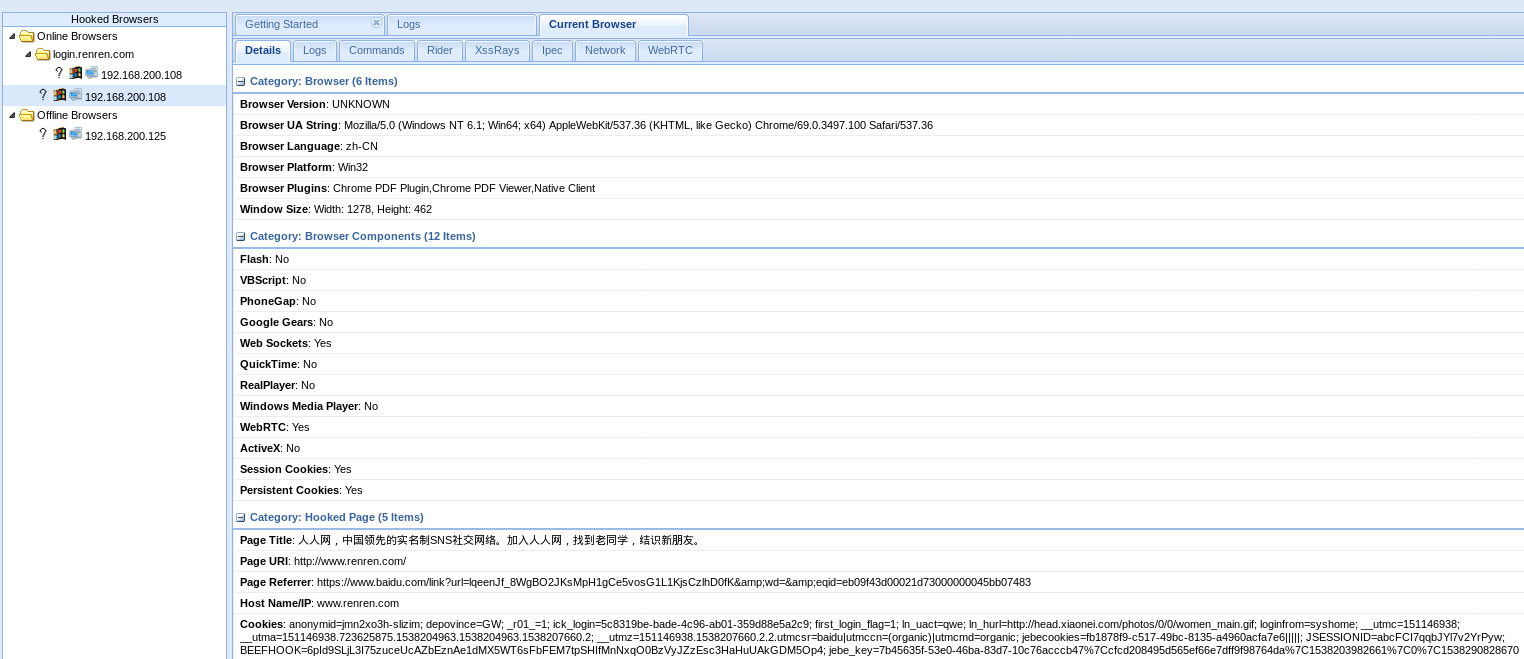 Hooked Browsers
Online Browsers
login.renren.com
192.168.200.108
192.168.200.108
Offline Browsers
192.168.200.125
Getting Started
Logs
Current Browser
Details
Logs
Commands
Rider
XssRays
Ipec
Network
WebRTC
Category: Browser (6 Items)
Browser Version: UNKNOWN
Browser UA String: Mozilla/5.0 (Windows NT 6.1; Win64; x64) AppleWebKit/537.36 (KHTML, like Gecko) Chrome/69.0.3497.100 Safari/537.36
Browser Language: zh-CN
Browser Platform: Win32
Browser Plugins: Chrome PDF Plugin,Chrome PDF Viewer,Native Client
Window Size: Width: 1278, Height: 462
Category: Browser Components (12 Items)
Flash: No
VBScript: No
PhoneGap: No
Google Gears: No
Web Sockets: Yes
QuickTime: No
RealPlayer: No
Windows Media Player: No
WebRTC: Yes
ActiveX: No
Session Cookies: Yes
Persistent Cookies: Yes
Category: Hooked Page (5 Items)
Page Title: 人人网，中国领先的实名制SNS社交网络。加入人人网，找到老同学，结识新朋友。
Page URI: http://www.renren.com/
Page Referrer: https://www.baidu.com/link?url=lqeenJf_8WgBO2JKsMpH1gCe5vosG1L1KjsCzlhD0fK&amp;wd=&amp;eqid=eb09f43d00021d73000000045bb07483
Host Name/IP: www.renren.com
Cookies: anonymid=jmn2xo3h-slizim; depovince=GW; _r01_=1; ick_login=5c8319be-bade-4c96-ab01-359d88e5a2c9; first_login_flag=1; ln_uact=qwe; ln_hurl=http://head.xiaonei.com/photos/0/0/women_main.gif; loginfrom=syshome; __utmc=151146938;
__utma=151146938.723625875.1538204963.1538204963.1538207660.2; __utmz=151146938.1538207660.2.2.utmcsr=baidu|utmccn=(organic)|utmcmd=organic; jebecookies=fb1878f9-c517-49bc-8135-a4960acfa7e6|||||; JSESSIONID=abcFCI7qqbJYl7v2YrPyw;
BEEFHOOK=6pId9SLjL3I75zuceUcAZbEznAe1dMX5WT6sFbFEM7tpSHIfMnNxqO0BzVyJZzEsc3HaHuUAkGDM5Op4; jebe_key=7b45635f-53e0-46ba-83d7-10c76acccb47%7Ccfcd208495d565ef66e7dff9f98764da%7C1538203982661%7C0%7C1538290828670